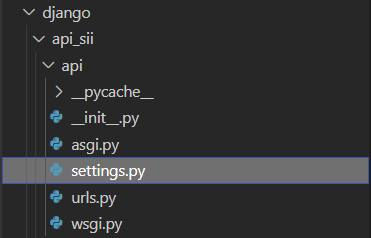 django
api_sii
api
__pycache__
__init__.py
asgi.py
settings.py
urls.py
wsgi.py